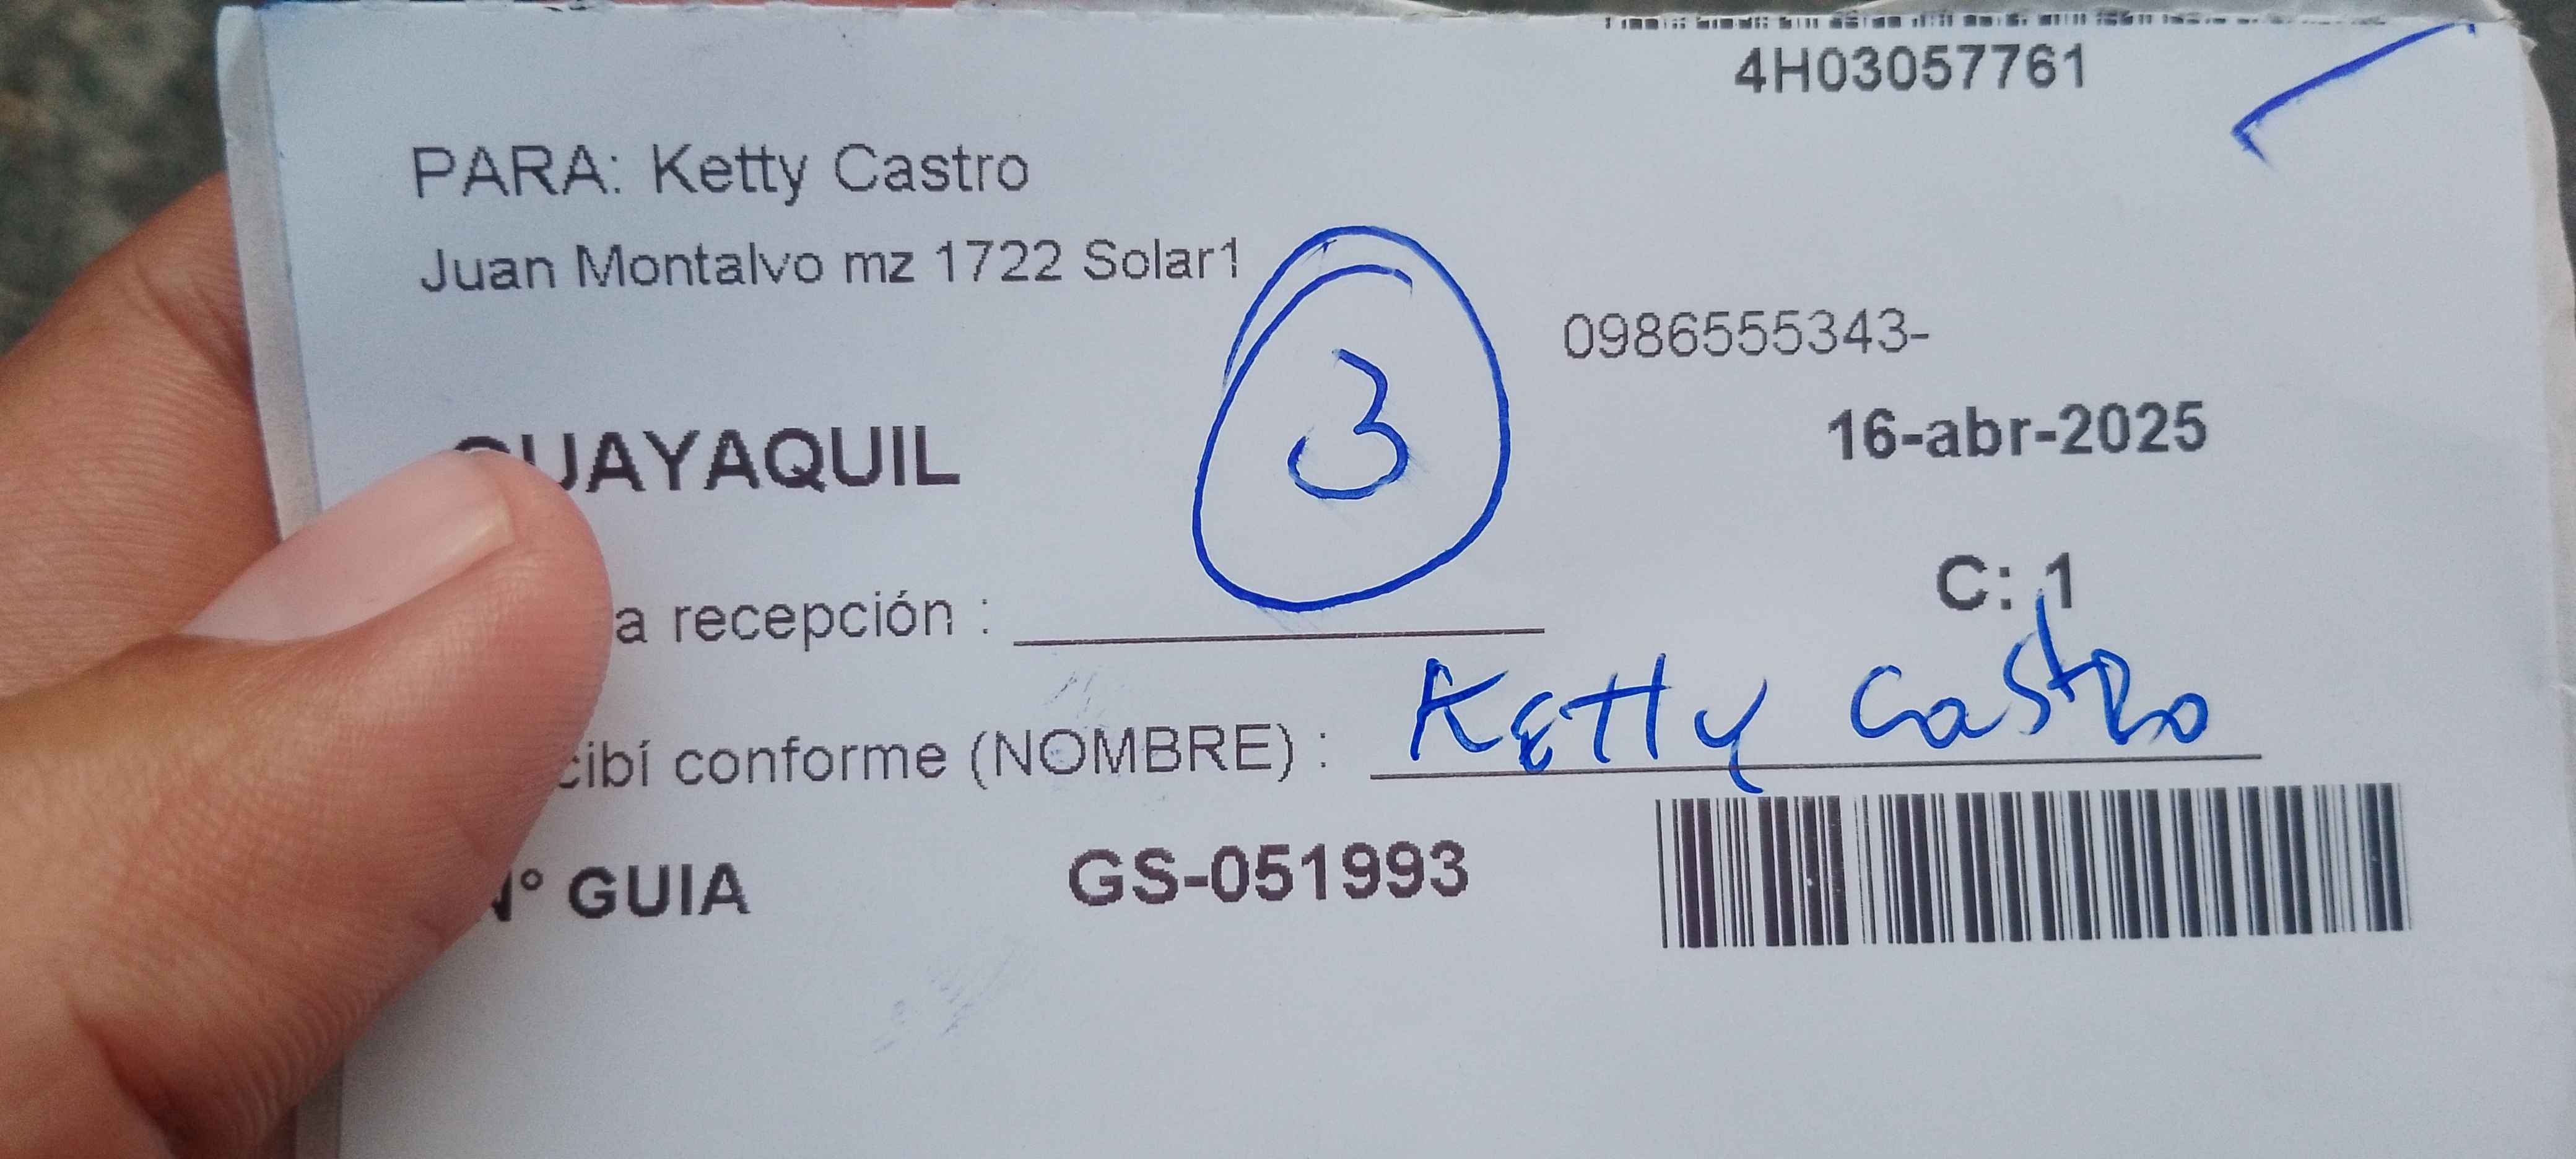 4H03057761
PARA: Ketty Castro
Juan Montalvo mz 1722 Solar1
0986555343-
3
GUAYAQUIL
16-abr-2025
C: 1
a recepción :
cibí conforme (NOMBRE) : Ketty Castro
N° GUIA GS-051993